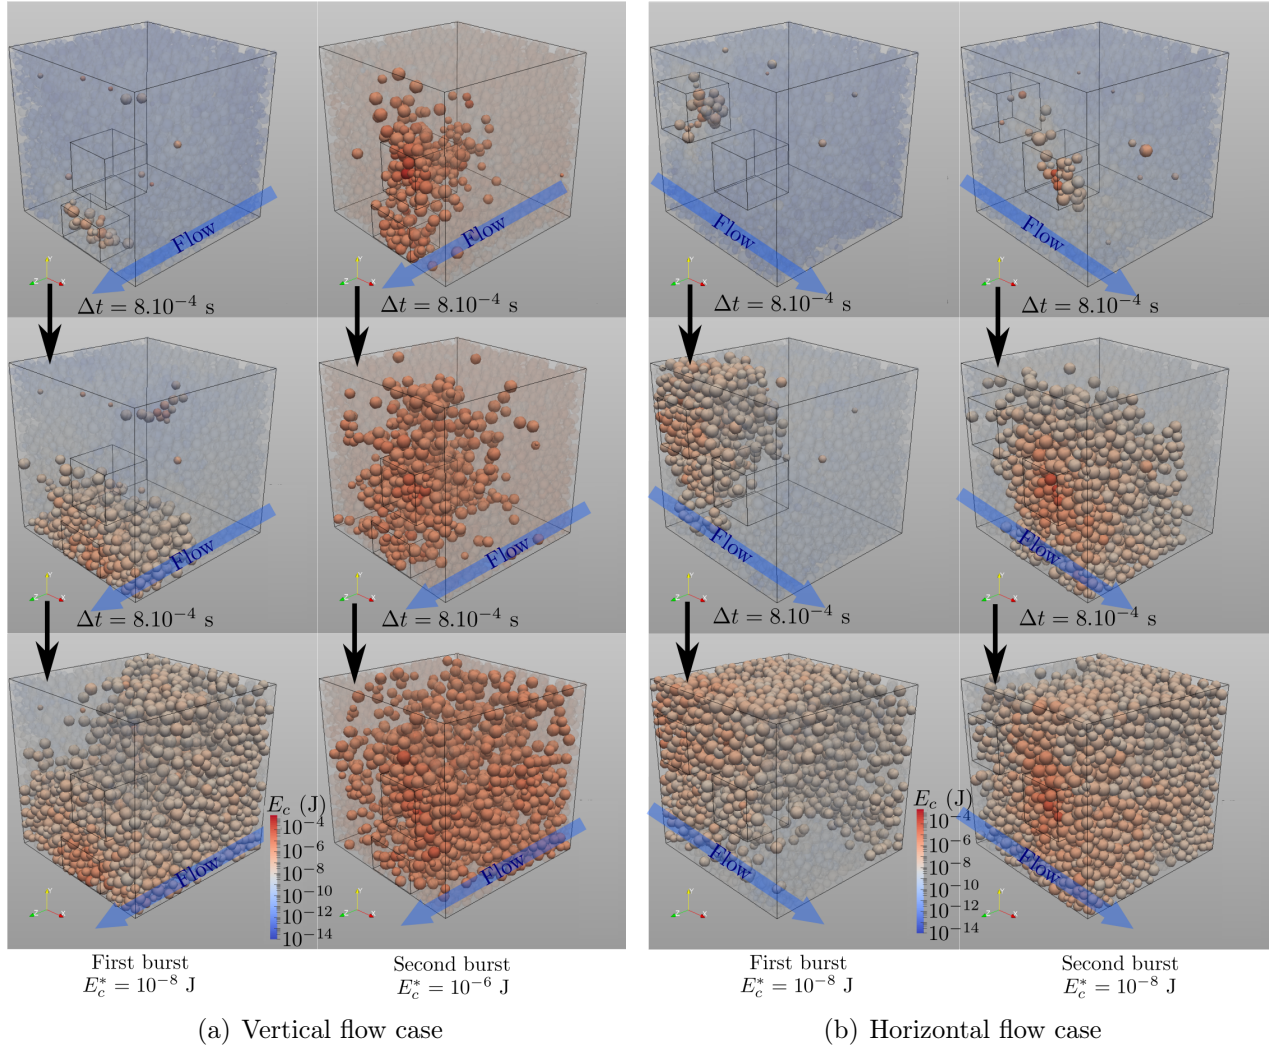 Flow Flow Flow Flow
Δt = 8.10⁻⁴ s Δt = 8.10⁻⁴ s Δt = 8.10⁻⁴ s Δt = 8.10⁻⁴ s
Flow Flow Flow Flow
Δt = 8.10⁻⁴ s Δt = 8.10⁻⁴ s Δt = 8.10⁻⁴ s Δt = 8.10⁻⁴ s
E_c (J) E_c (J)
10⁻⁴ 10⁻⁴
10⁻⁶ 10⁻⁶
Flow Flow Flow Flow
10⁻⁸ 10⁻⁸
10⁻¹⁰ 10⁻¹⁰
10⁻¹² 10⁻¹²
10⁻¹⁴ 10⁻¹⁴
First burst Second burst First burst Second burst
E_c^* = 10⁻⁸ J E_c^* = 10⁻⁶ J E_c^* = 10⁻⁸ J E_c^* = 10⁻⁸ J
(a) Vertical flow case (b) Horizontal flow case